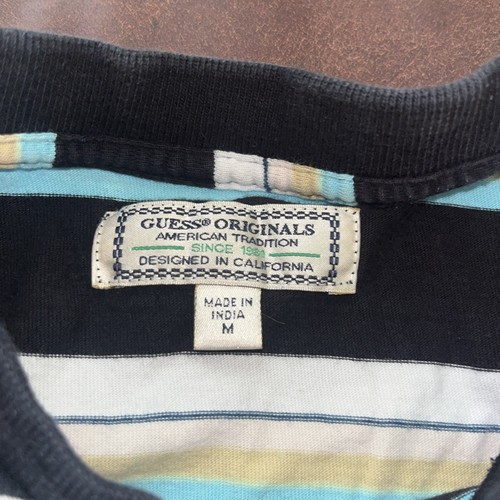 GUESS® ORIGINALS
AMERICAN TRADITION
SINCE 1981
DESIGNED IN CALIFORNIA
MADE IN
INDIA
M